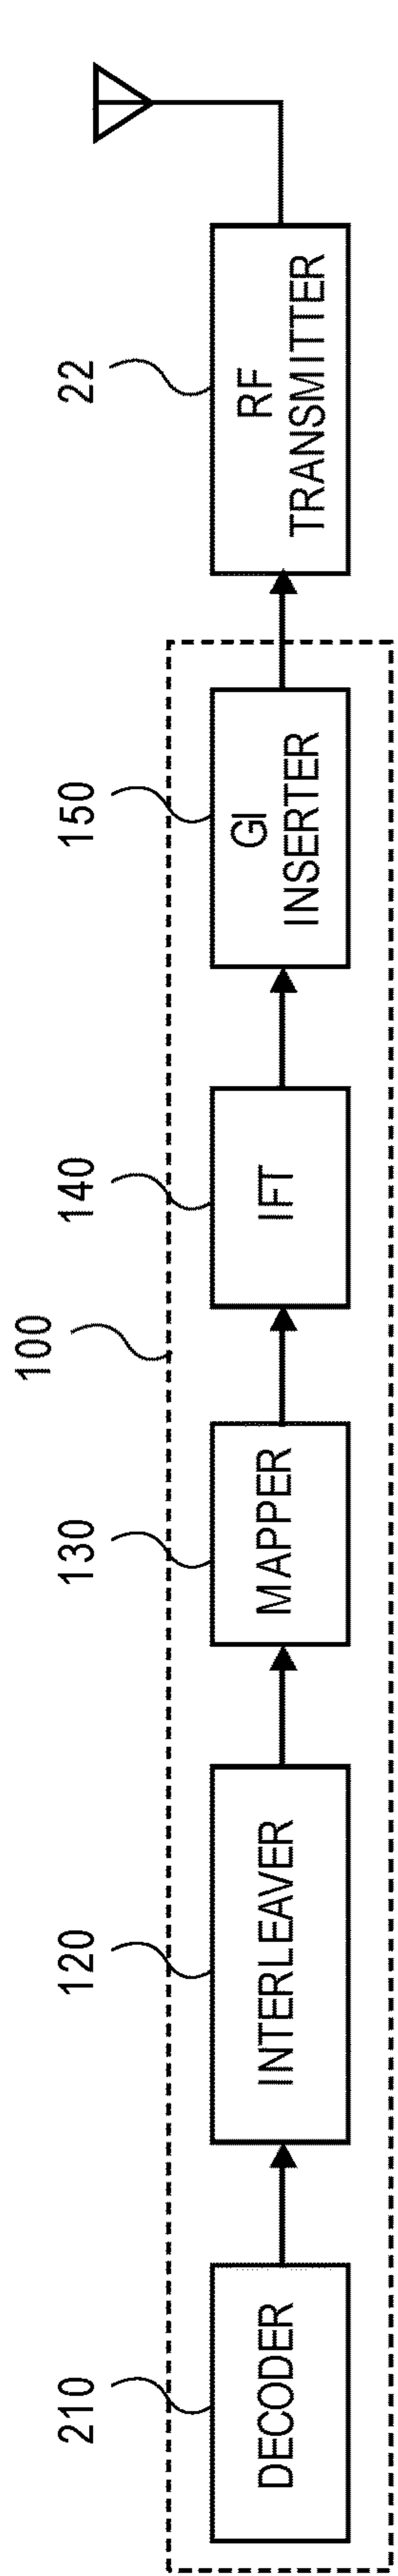 100
210
120
130
140
150
22
DECODER
INTERLEAVER
MAPPER
IFT
GI
INSERTER
RF
TRANSMITTER